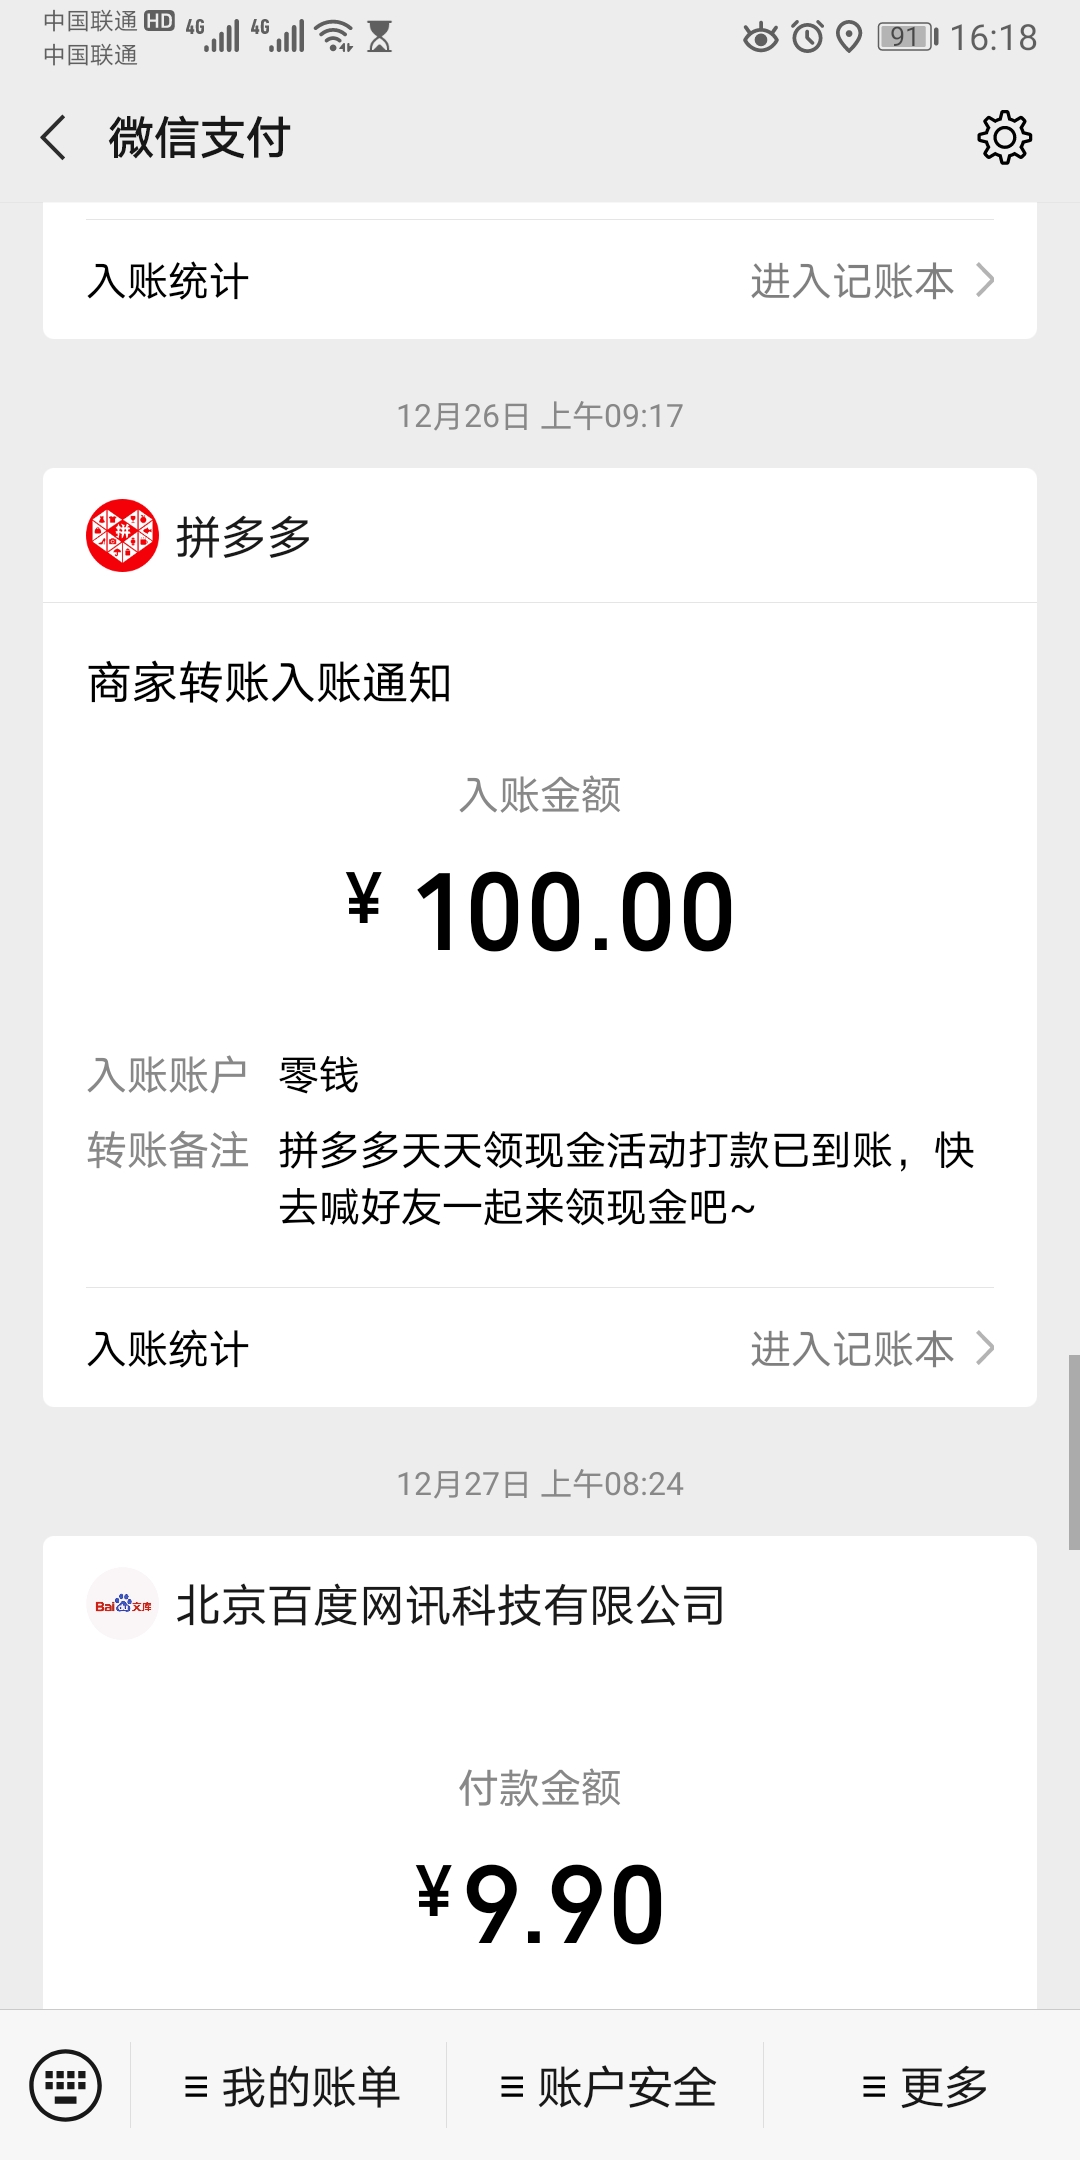 中国联通 HD 4G 4G 91 16:18
中国联通
微信支付
入账统计 进入记账本
12月26日 上午09:17
拼 拼多多
商家转账入账通知
入账金额
¥ 100.00
入账账户 零钱
转账备注 拼多多天天领现金活动打款已到账，快
去喊好友一起来领现金吧~
入账统计 进入记账本
12月27日 上午08:24
Bai du 文库 北京百度网讯科技有限公司
付款金额
¥9.90
我的账单 账户安全 更多